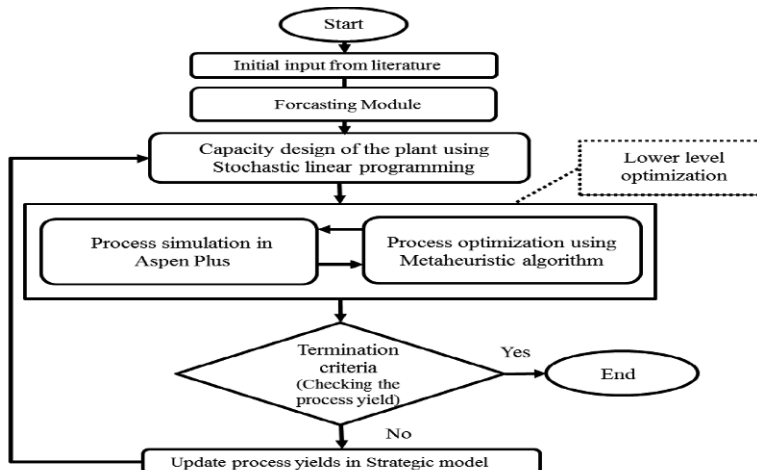 Start
Initial input from literature
Forcasting Module
Capacity design of the plant using
Stochastic linear programming
Lower level
optimization
Process simulation in
Aspen Plus
Process optimization using
Metaheuristic algorithm
Termination
criteria
(Checking the
process yield)
Yes
End
No
Update process yields in Strategic model